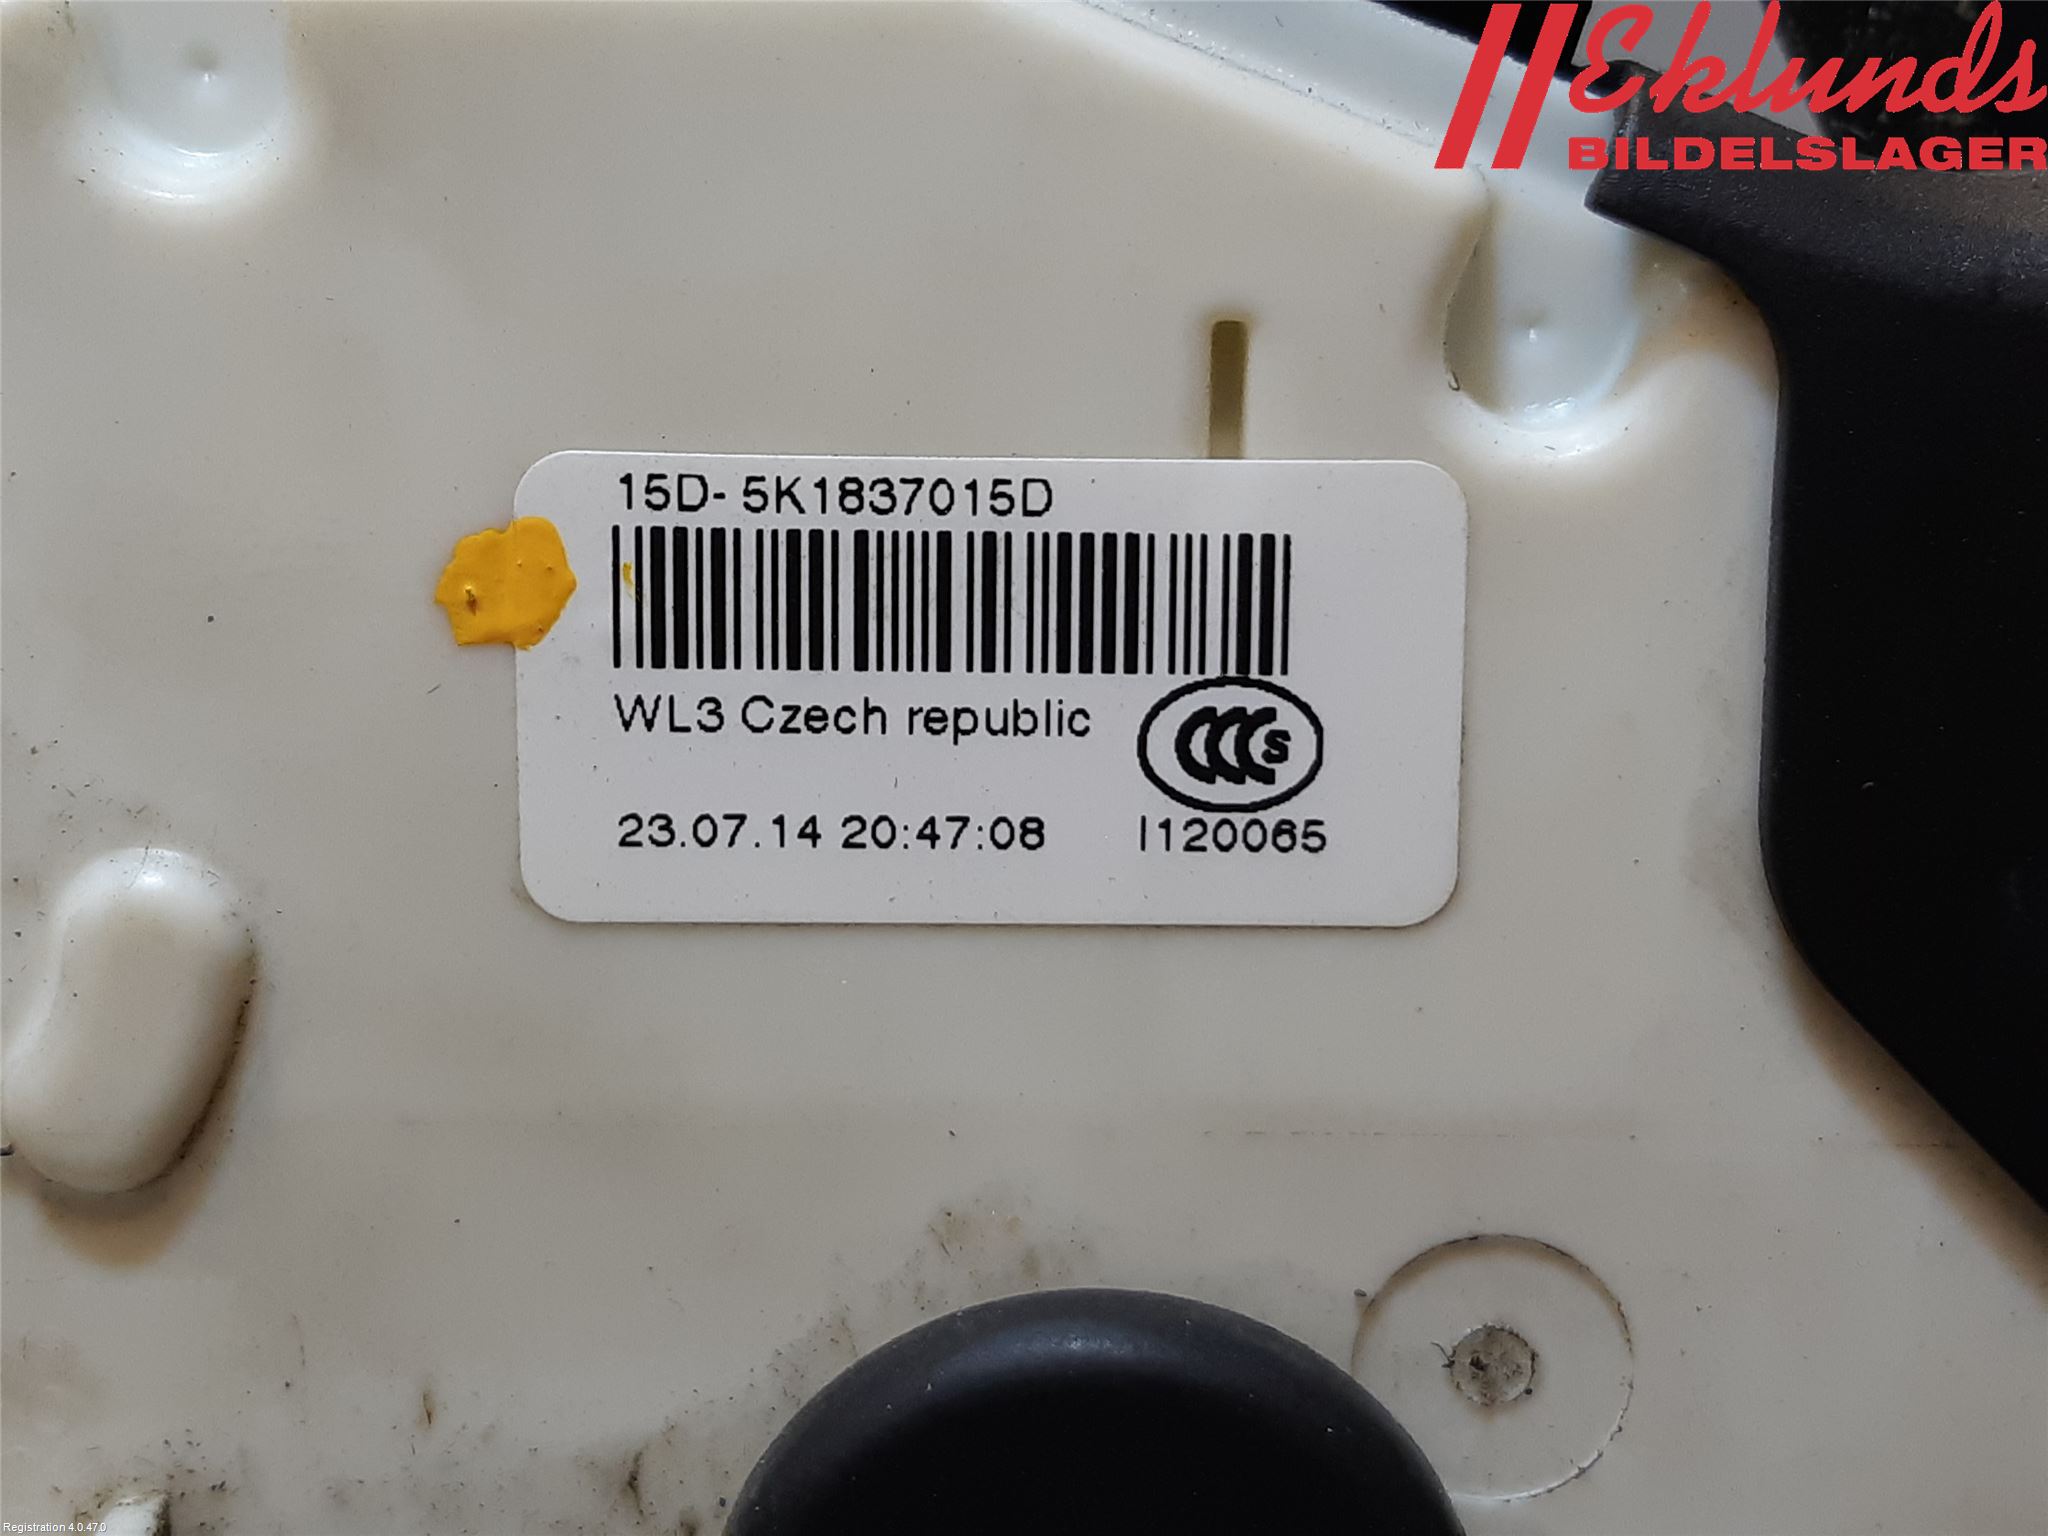 Eklunds
BILDELSLAGER
15D- 5K1837015D
WL3 Czech republic
CCC S
23.07.14 20:47:08 I120065
Registration 4.0.47.0